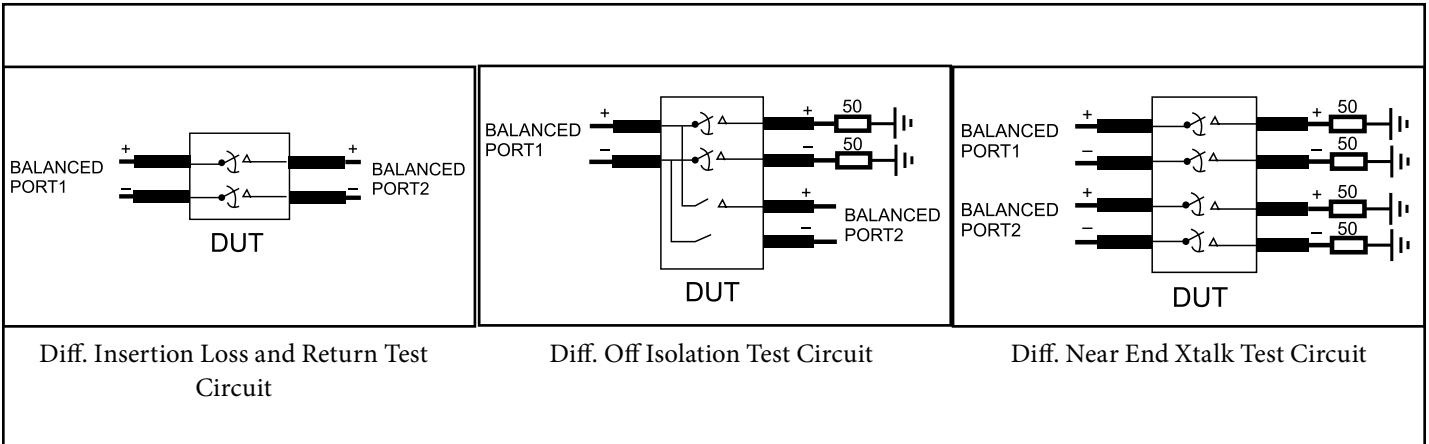 + +
BALANCED
PORT1
BALANCED
PORT2
– –
DUT
Diff. Insertion Loss and Return Test
Circuit
+ + 50
BALANCED
PORT1
– – 50
+
BALANCED
PORT2
–
DUT
Diff. Off Isolation Test Circuit
+ + 50
BALANCED
PORT1
– – 50
+ + 50
BALANCED
PORT2
– – 50
DUT
Diff. Near End Xtalk Test Circuit